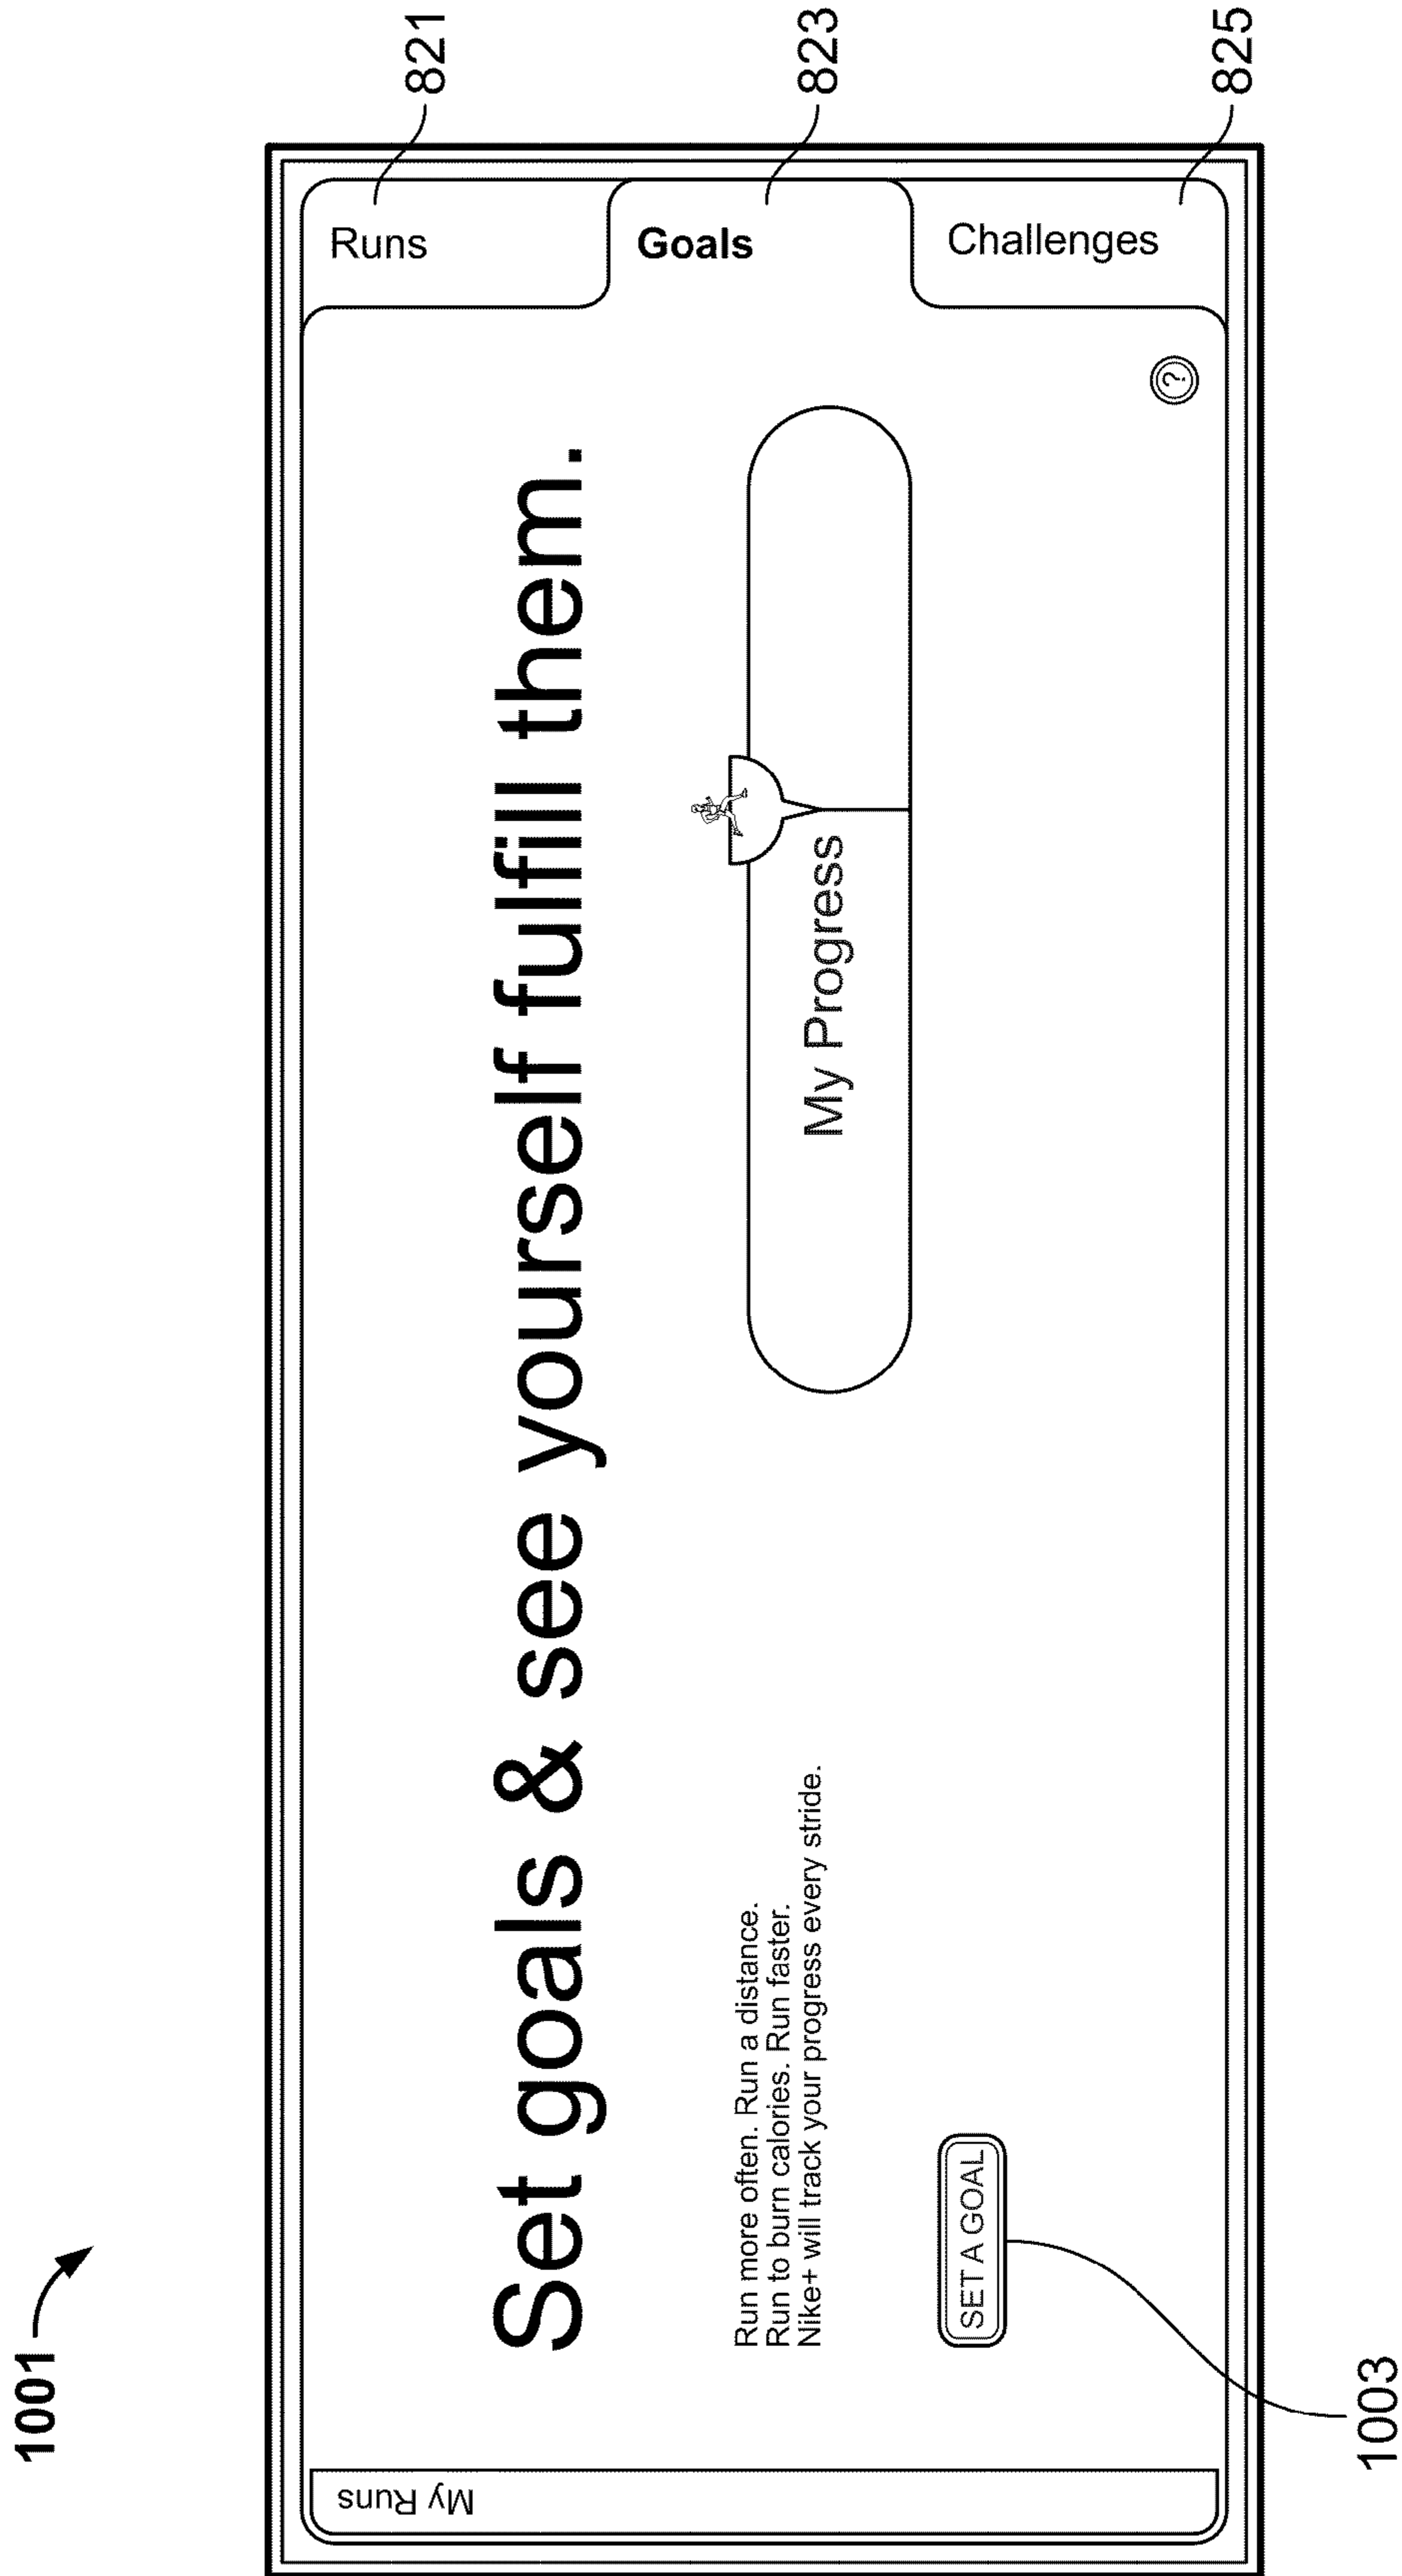 1001
821
823
825
Runs
Goals
Challenges
My Runs
Set goals & see yourself fulfill them.
Run more often. Run a distance.
Run to burn calories. Run faster.
Nike+ will track your progress every stride.
SET A GOAL
My Progress
?
1003